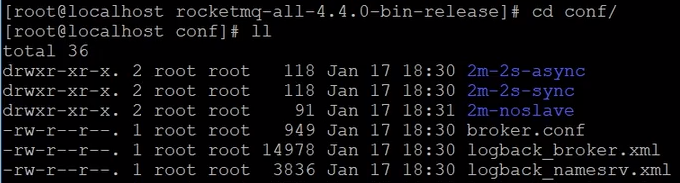 [root@localhost rocketmq-all-4.4.0-bin-release]# cd conf/
[root@localhost conf]# ll
total 36
drwxr-xr-x. 2 root root   118 Jan 17 18:30 2m-2s-async
drwxr-xr-x. 2 root root   118 Jan 17 18:30 2m-2s-sync
drwxr-xr-x. 2 root root    91 Jan 17 18:31 2m-noslave
-rw-r--r--. 1 root root   949 Jan 17 18:30 broker.conf
-rw-r--r--. 1 root root 14978 Jan 17 18:30 logback_broker.xml
-rw-r--r--. 1 root root  3836 Jan 17 18:30 logback_namesrv.xml